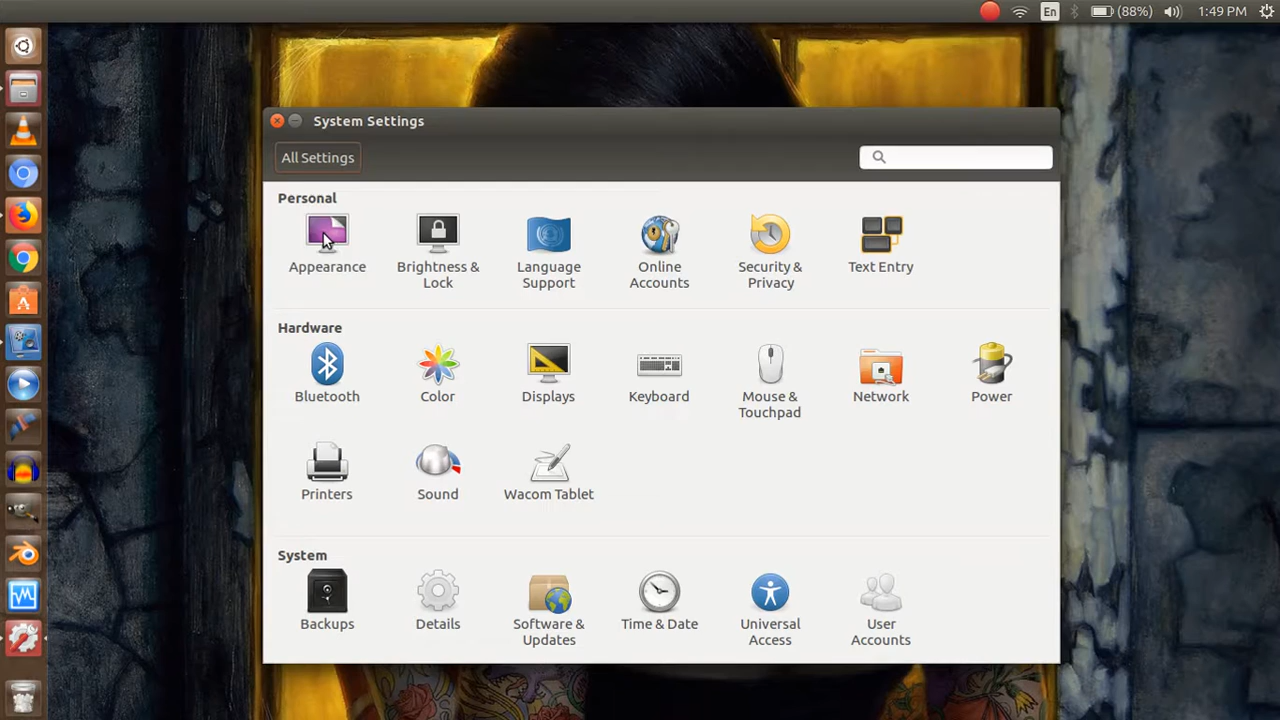 En (88%) 1:49 PM
System Settings
All Settings
Personal
Appearance
Brightness &
Lock
Language
Support
Online
Accounts
Security &
Privacy
Text Entry
Hardware
Bluetooth
Color
Displays
Keyboard
Mouse &
Touchpad
Network
Power
Printers
Sound
Wacom Tablet
System
Backups
Details
Software &
Updates
Time & Date
Universal
Access
User
Accounts